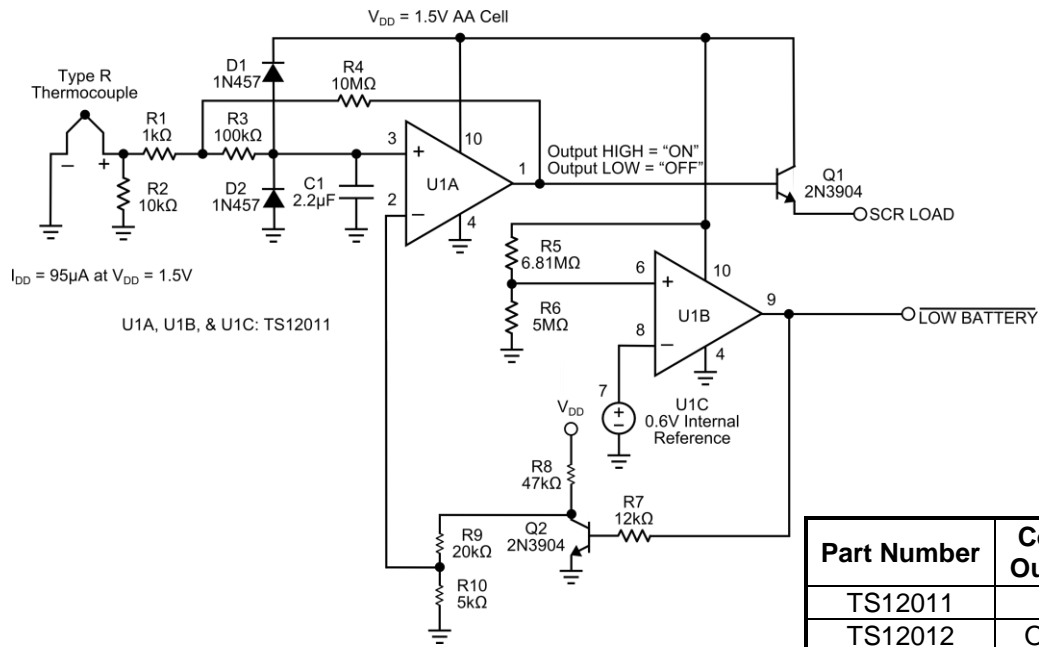 V_DD = 1.5V AA Cell
Type R
Thermocouple
D1
1N457
R4
10MΩ
R1
1kΩ
R3
100kΩ
R2
10kΩ
D2
1N457
C1
2.2µF
3
2
10
1
4
U1A
Output HIGH = “ON”
Output LOW = “OFF”
Q1
2N3904
SCR LOAD
I_DD = 95µA at V_DD = 1.5V
U1A, U1B, & U1C: TS12011
R5
6.81MΩ
R6
5MΩ
6
8
10
9
4
U1B
LOW BATTERY
7
U1C
0.6V Internal
Reference
V_DD
R8
47kΩ
R7
12kΩ
Q2
2N3904
R9
20kΩ
R10
5kΩ
Part Number
TS12011
TS12012